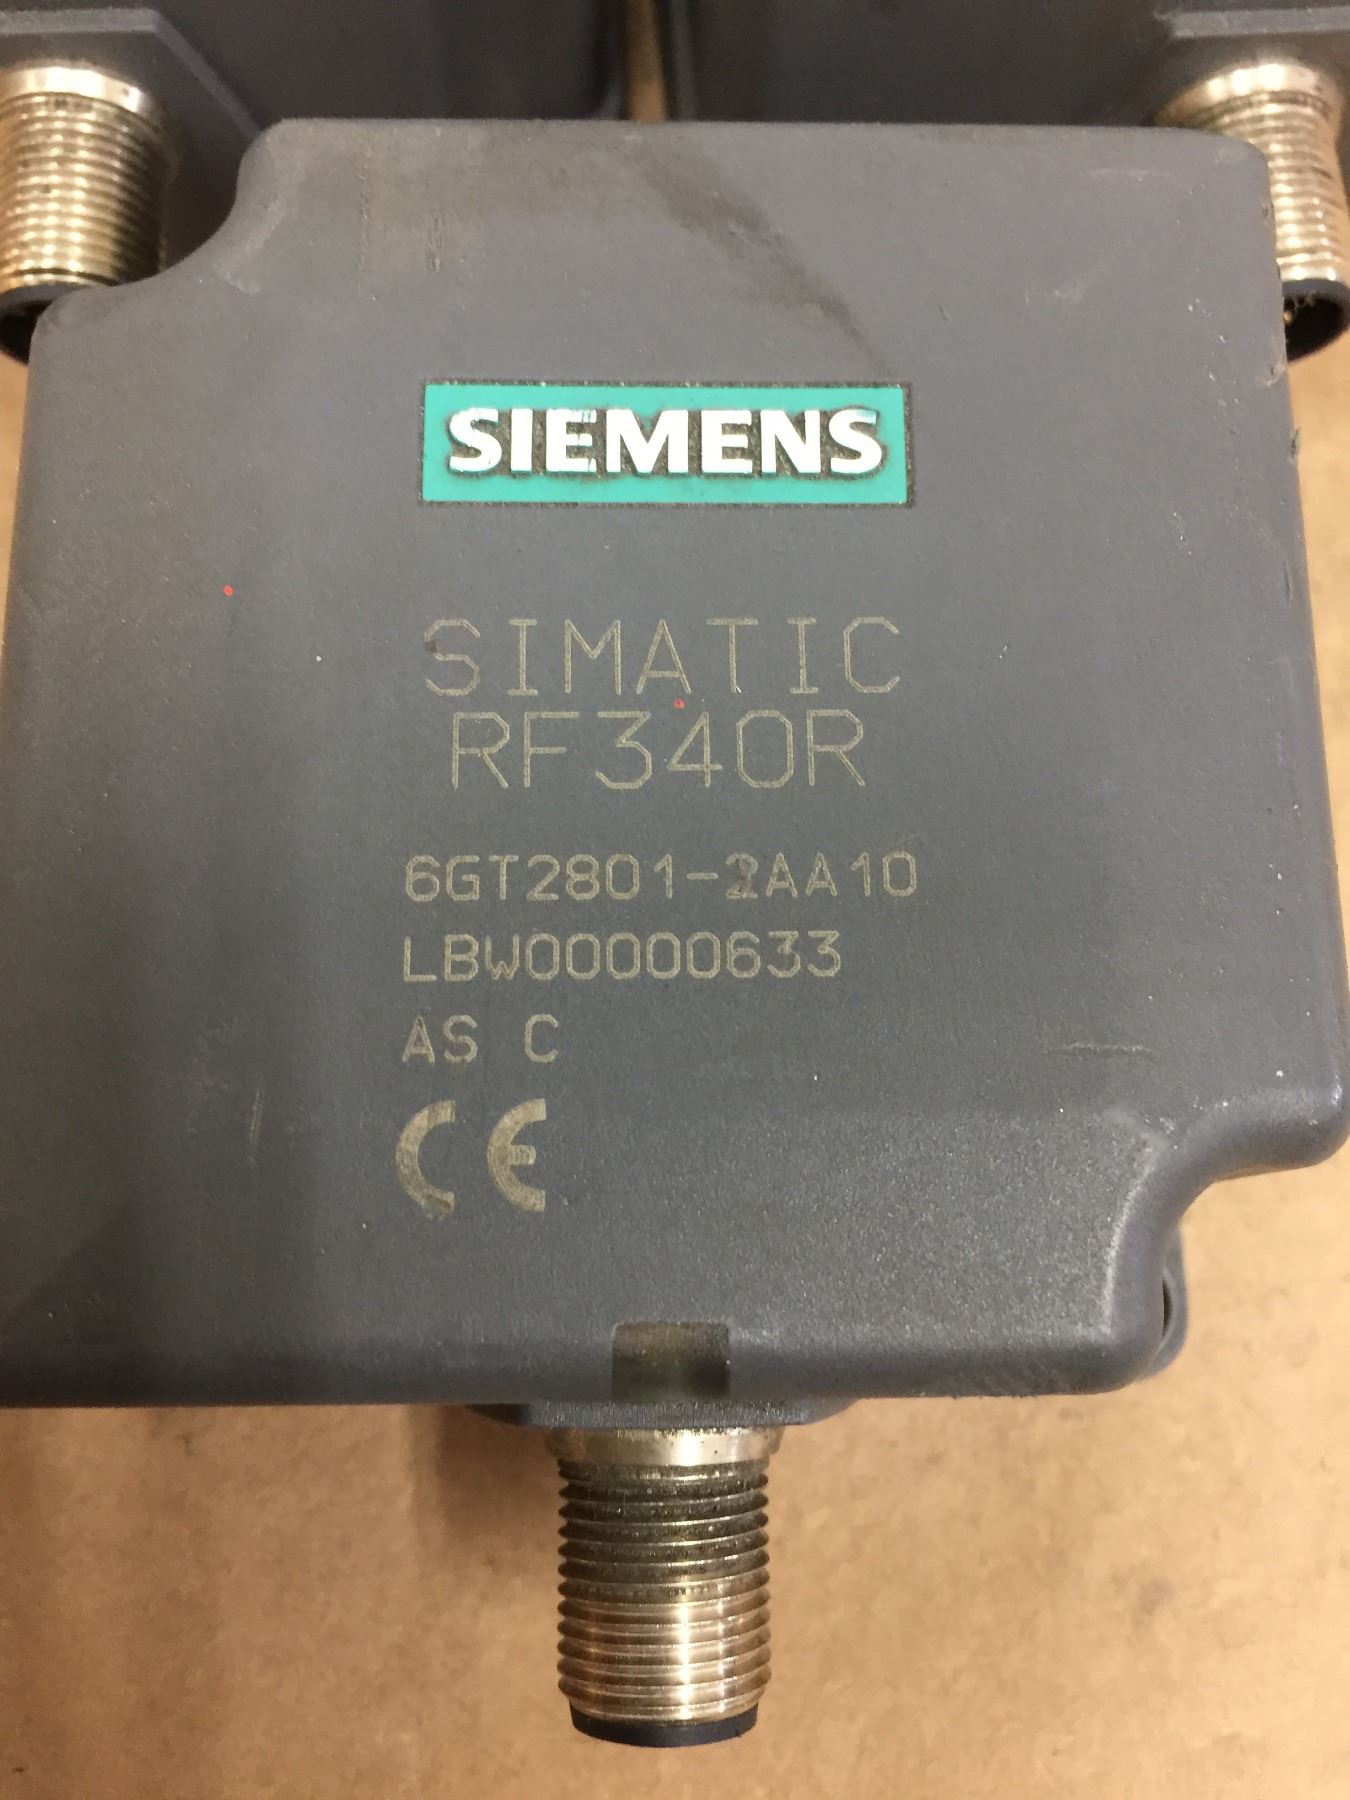 SIEMENS
SIMATIC
RF340R
6GT2801-2AA10
LBW00000633
AS C
CE